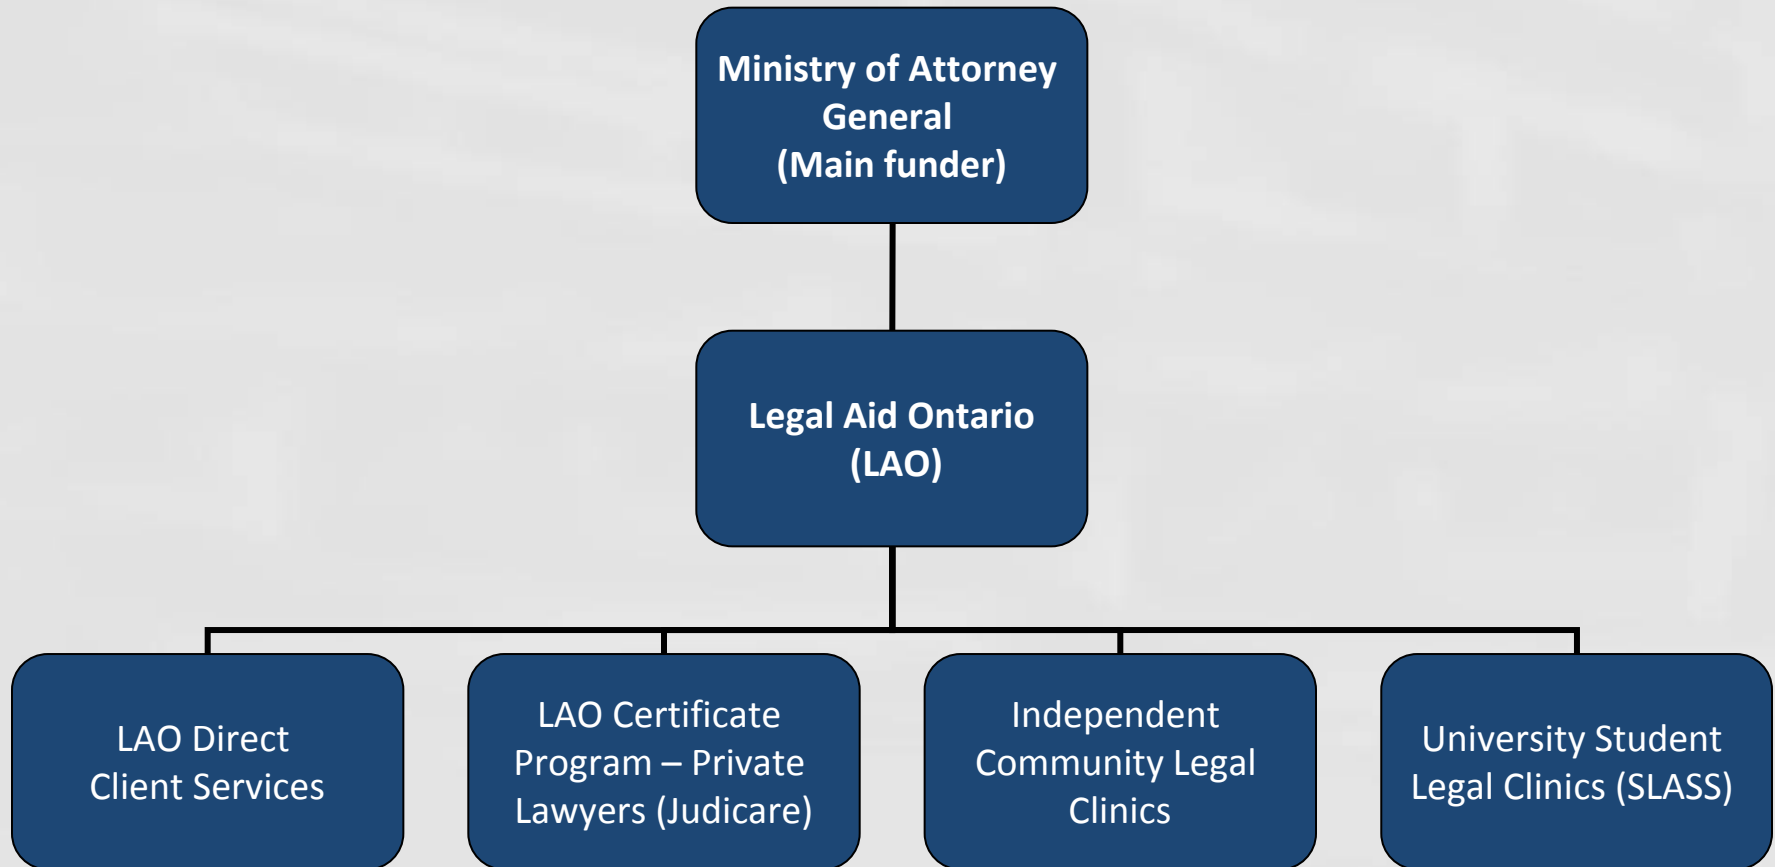 Ministry of Attorney
General
(Main funder)
Legal Aid Ontario
(LAO)
LAO Direct
Client Services
LAO Certificate
Program – Private
Lawyers (Judicare)
Independent
Community Legal
Clinics
University Student
Legal Clinics (SLASS)